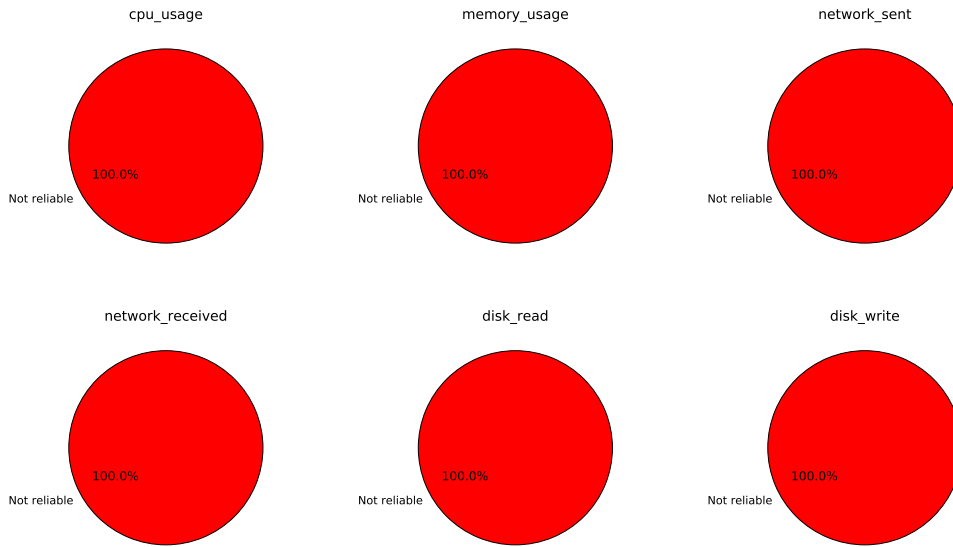 cpu_usage
memory_usage
network_sent
100.0%
100.0%
100.0%
Not reliable
Not reliable
Not reliable
network_received
disk_read
disk_write
100.0%
100.0%
100.0%
Not reliable
Not reliable
Not reliable